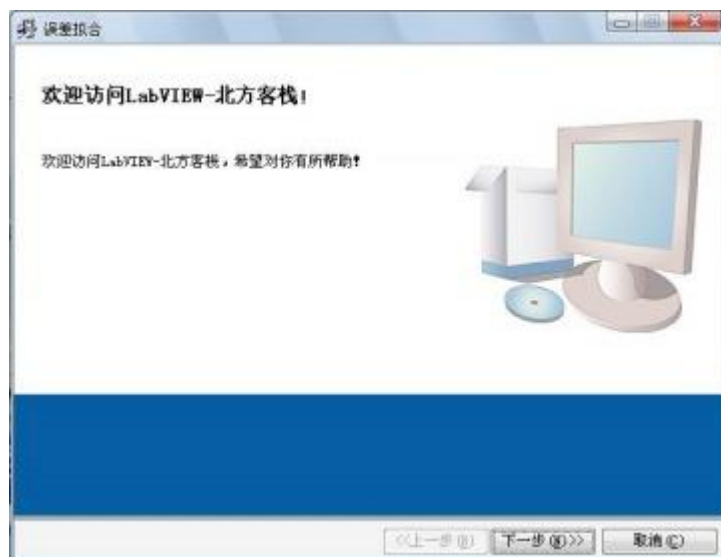 误差拟合
欢迎访问LabVIEW-北方客栈!
欢迎访问LabVIEW-北方客栈，希望对你有所帮助!
<<上一步(B) 下一步(N)>> 取消(C)